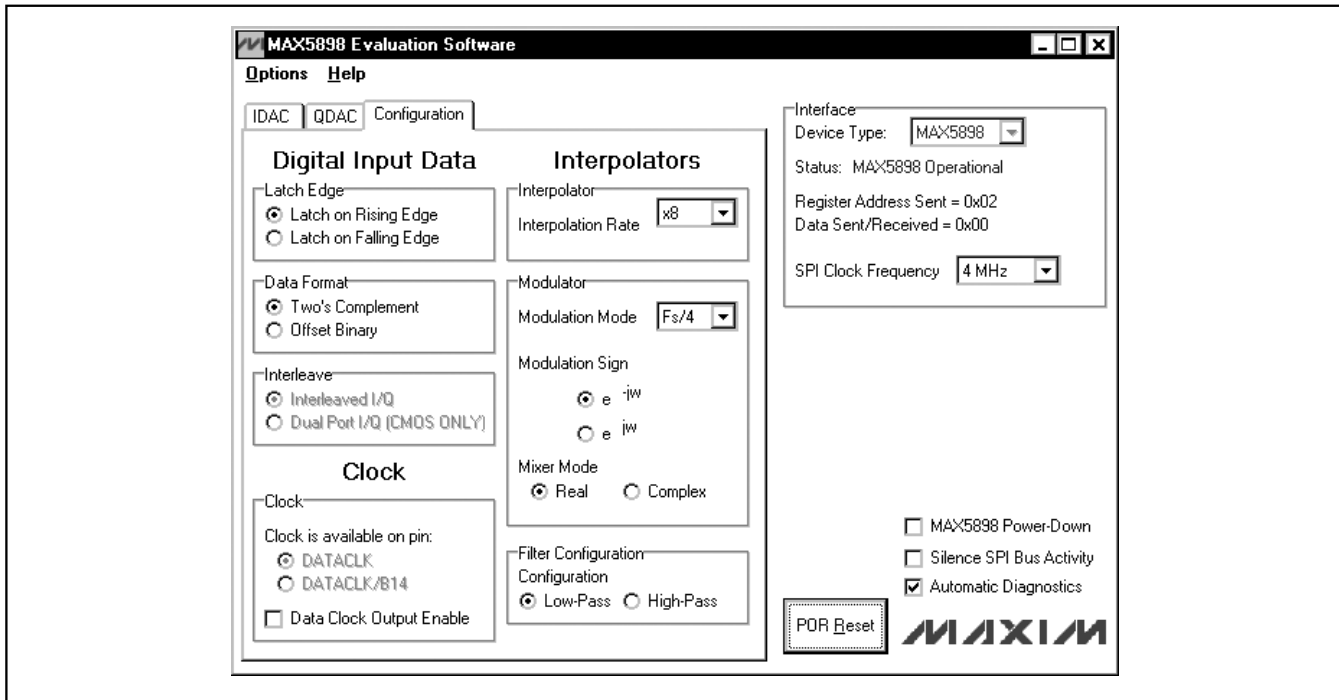 MAX5898 Evaluation Software
Options Help
IDAC QDAC Configuration
Digital Input Data
Latch Edge
Latch on Rising Edge
Latch on Falling Edge
Data Format
Two's Complement
Offset Binary
Interleave
Interleaved I/Q
Dual Port I/Q (CMOS ONLY)
Clock
Clock
Clock is available on pin:
DATACLK
DATACLK/B14
Data Clock Output Enable
Interpolators
Interpolator
Interpolation Rate x8
Modulator
Modulation Mode Fs/4
Modulation Sign
e -jw
e jw
Mixer Mode
Real Complex
Filter Configuration
Configuration
Low-Pass High-Pass
Interface
Device Type: MAX5898
Status: MAX5898 Operational
Register Address Sent = 0x02
Data Sent/Received = 0x00
SPI Clock Frequency 4 MHz
MAX5898 Power-Down
Silence SPI Bus Activity
Automatic Diagnostics
POR Reset
MAXIM